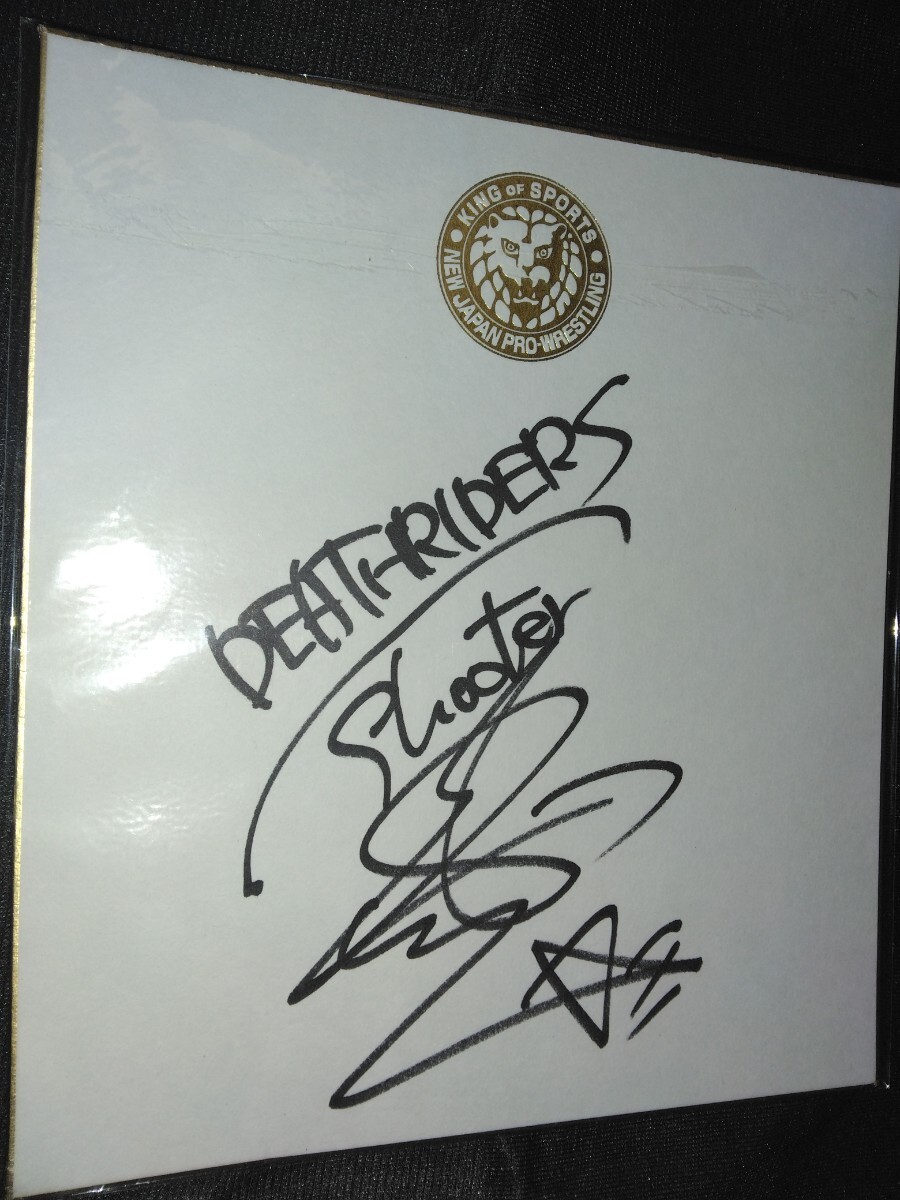 KING OF SPORTS
NEW JAPAN PRO-WRESTLING
DEATHRIDERS
Shooter